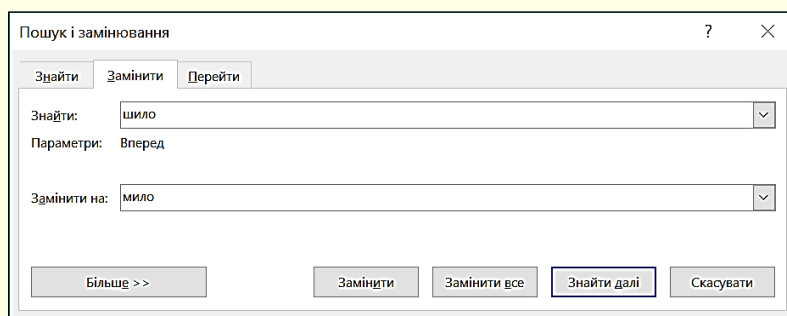 Пошук і замінювання ?
Знайти Замінити Перейти
Знайти: шило
Параметри: Вперед
Замінити на: мило
Більше >> Замінити Замінити все Знайти далі Скасувати